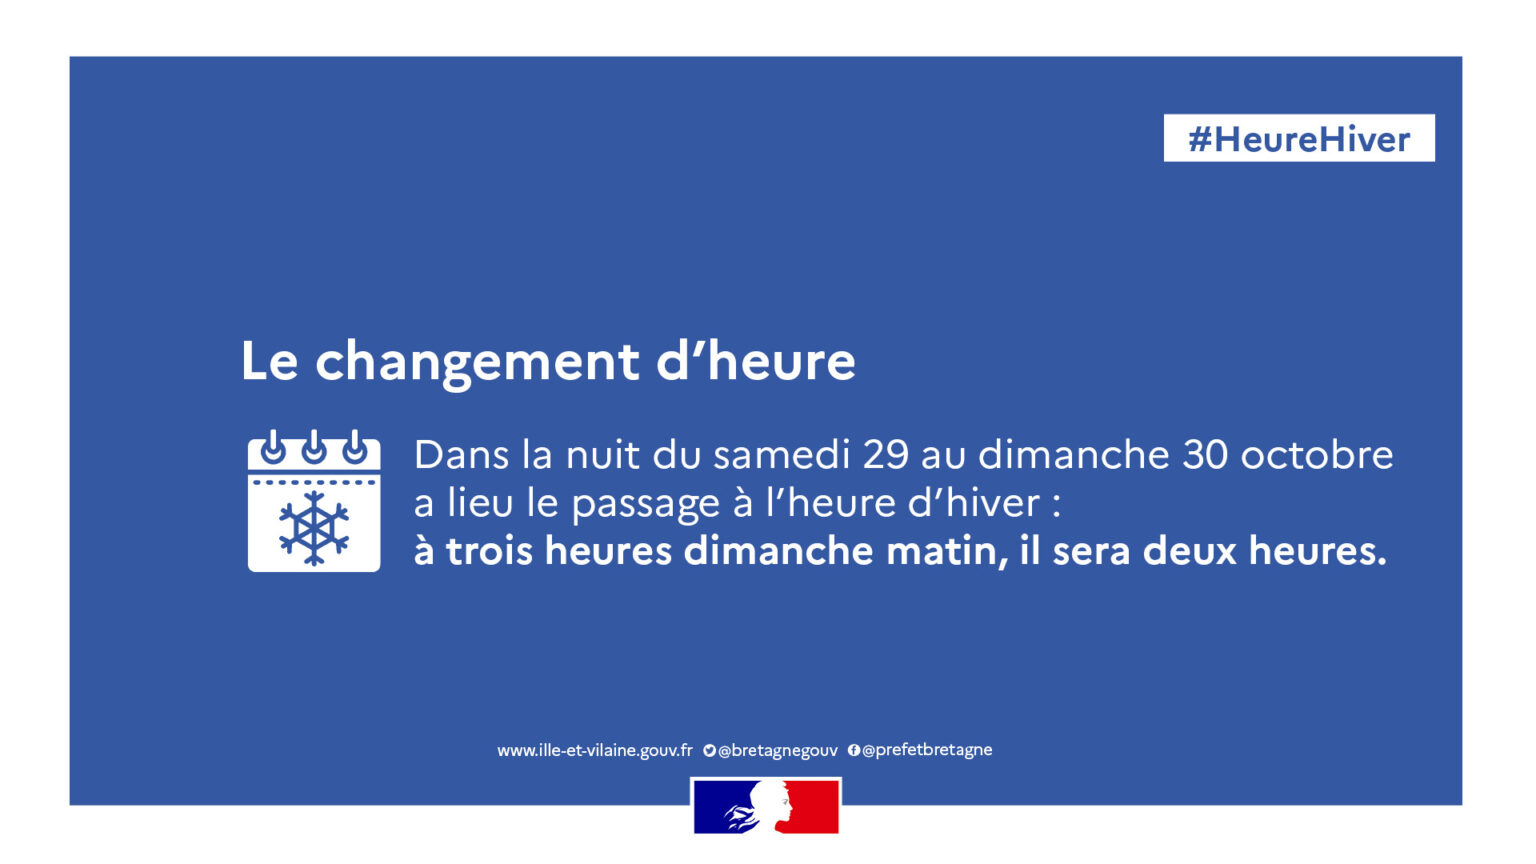 #HeureHiver
Le changement d’heure
Dans la nuit du samedi 29 au dimanche 30 octobre
a lieu le passage à l’heure d’hiver :
à trois heures dimanche matin, il sera deux heures.
www.ille-et-vilaine.gouv.fr @bretagnegouv @prefetbretagne